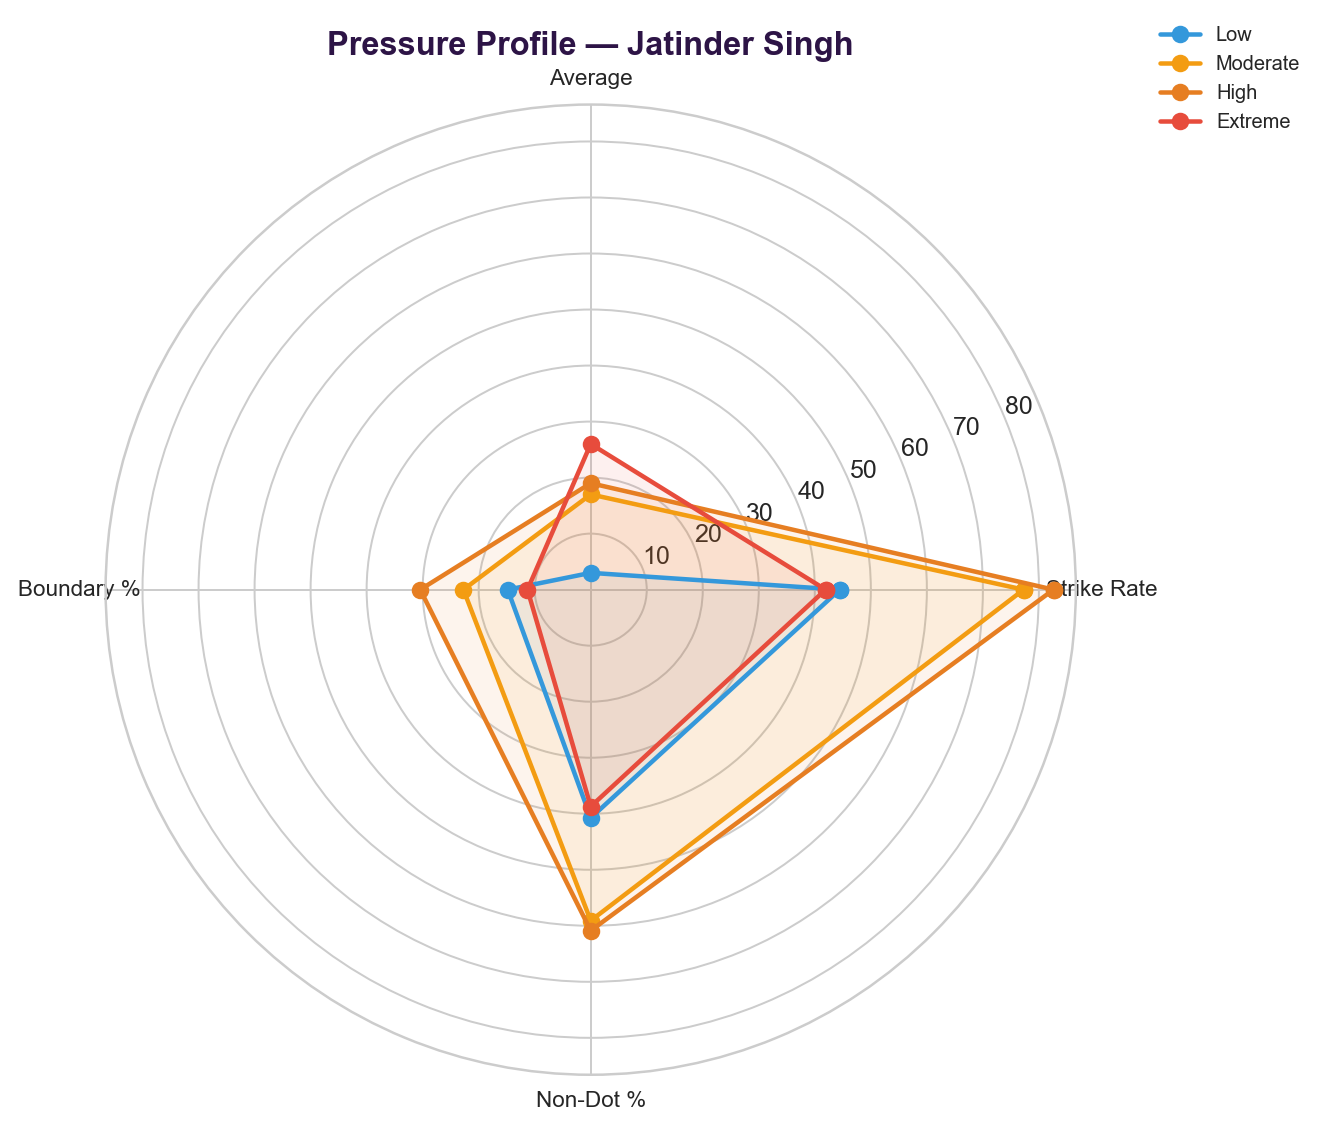 Pressure Profile — Jatinder Singh
Low
Moderate
High
Extreme
Average
80
70
60
50
40
30
20
10
Boundary %
Strike Rate
Non-Dot %